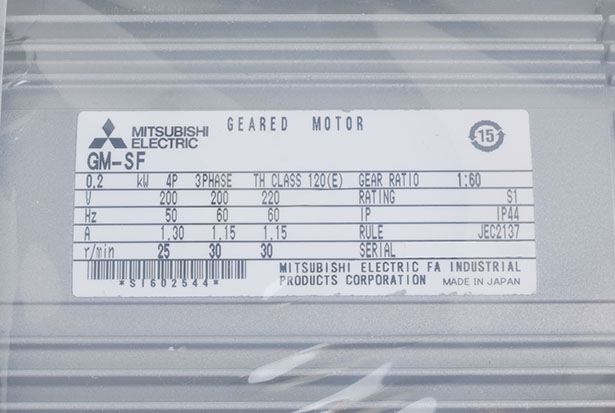 MITSUBISHI ELECTRIC GEARED MOTOR 15
GM-SF
0.2 kW 4P 3PHASE TH CLASS 120(E) GEAR RATIO 1:60
V 200 200 220 RATING S1
Hz 50 60 60 IP IP44
A 1.30 1.15 1.15 RULE JEC2137
r/min 25 30 30 SERIAL
*S1602544*
MITSUBISHI ELECTRIC FA INDUSTRIAL
PRODUCTS CORPORATION MADE IN JAPAN